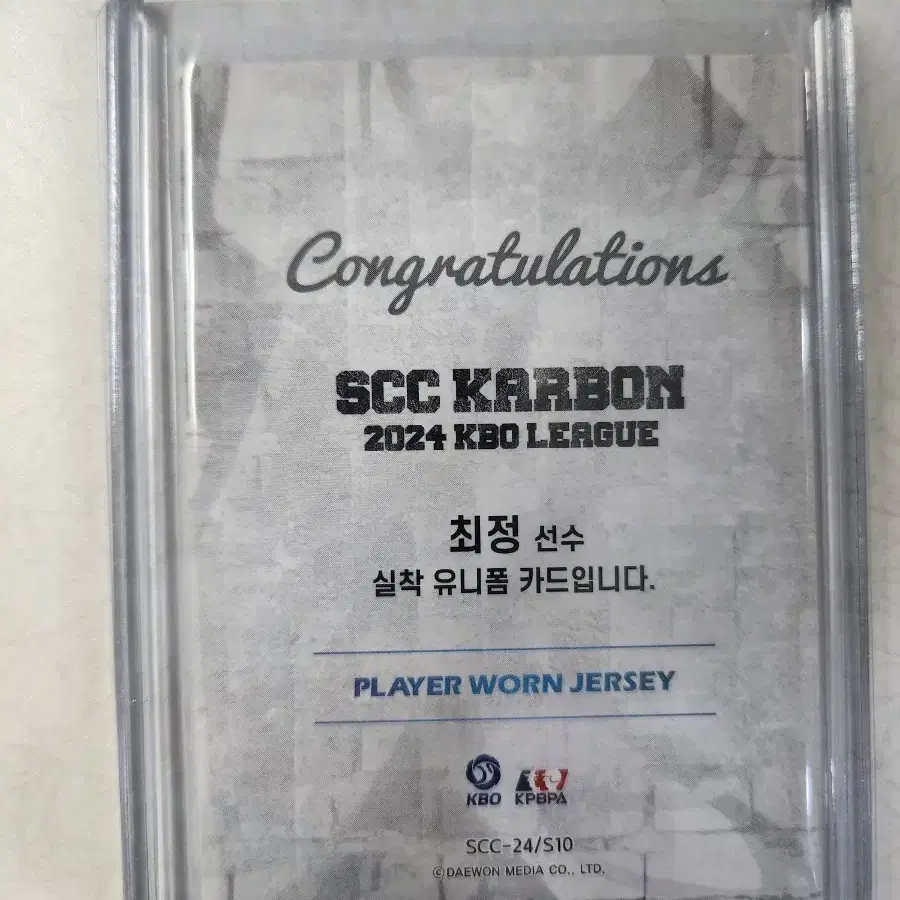 Congratulations
SCC KARBON
2024 KBO LEAGUE
최정 선수
실착 유니폼 카드입니다.
PLAYER WORN JERSEY
KBO KPBPA
SCC-24/S10
©DAEWON MEDIA CO., LTD.